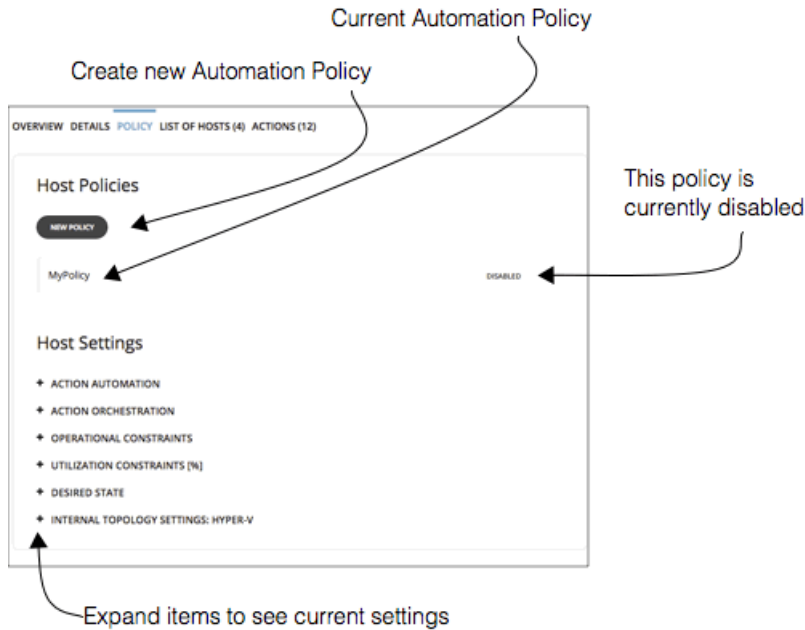 Current Automation Policy
Create new Automation Policy
OVERVIEW DETAILS POLICY LIST OF HOSTS (4) ACTIONS (12)
Host Policies
This policy is
currently disabled
NEW POLICY
MyPolicy
DISABLED
Host Settings
+ ACTION AUTOMATION
+ ACTION ORCHESTRATION
+ OPERATIONAL CONSTRAINTS
+ UTILIZATION CONSTRAINTS [%]
+ DESIRED STATE
+ INTERNAL TOPOLOGY SETTINGS: HYPER-V
Expand items to see current settings